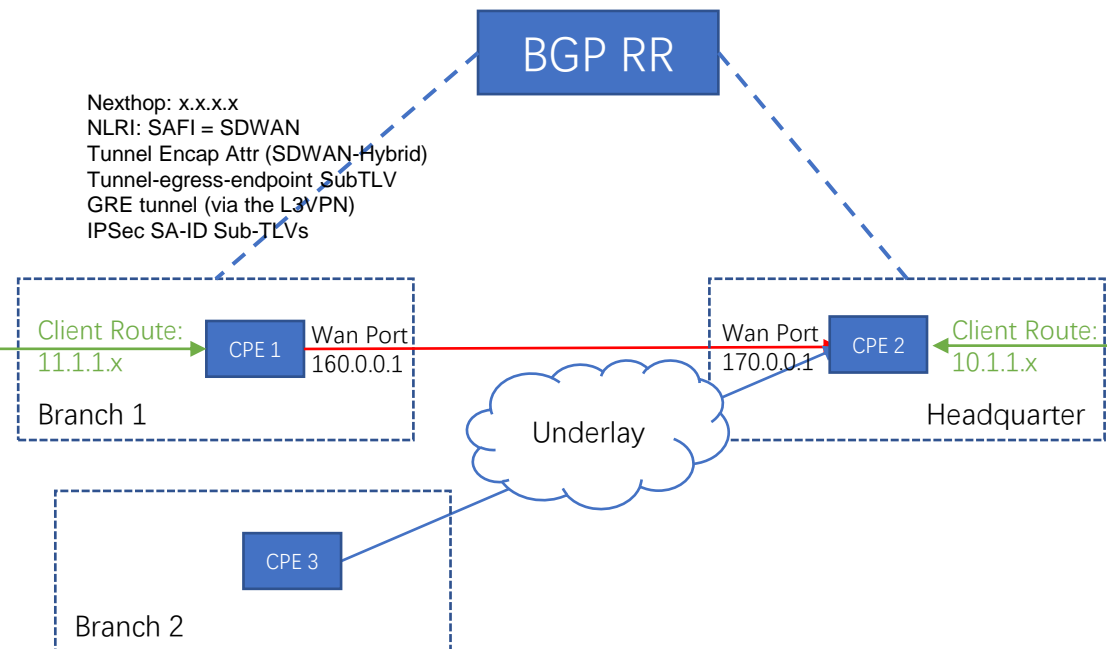 BGP RR
Nexthop: x.x.x.x
NLRI: SAFI = SDWAN
Tunnel Encap Attr (SDWAN-Hybrid)
Tunnel-egress-endpoint SubTLV
GRE tunnel (via the L3VPN)
IPSec SA-ID Sub-TLVs
Client Route:
11.1.1.x
CPE 1
Wan Port
160.0.0.1
Branch 1
Wan Port
170.0.0.1
CPE 2
Client Route:
10.1.1.x
Headquarter
Underlay
CPE 3
Branch 2